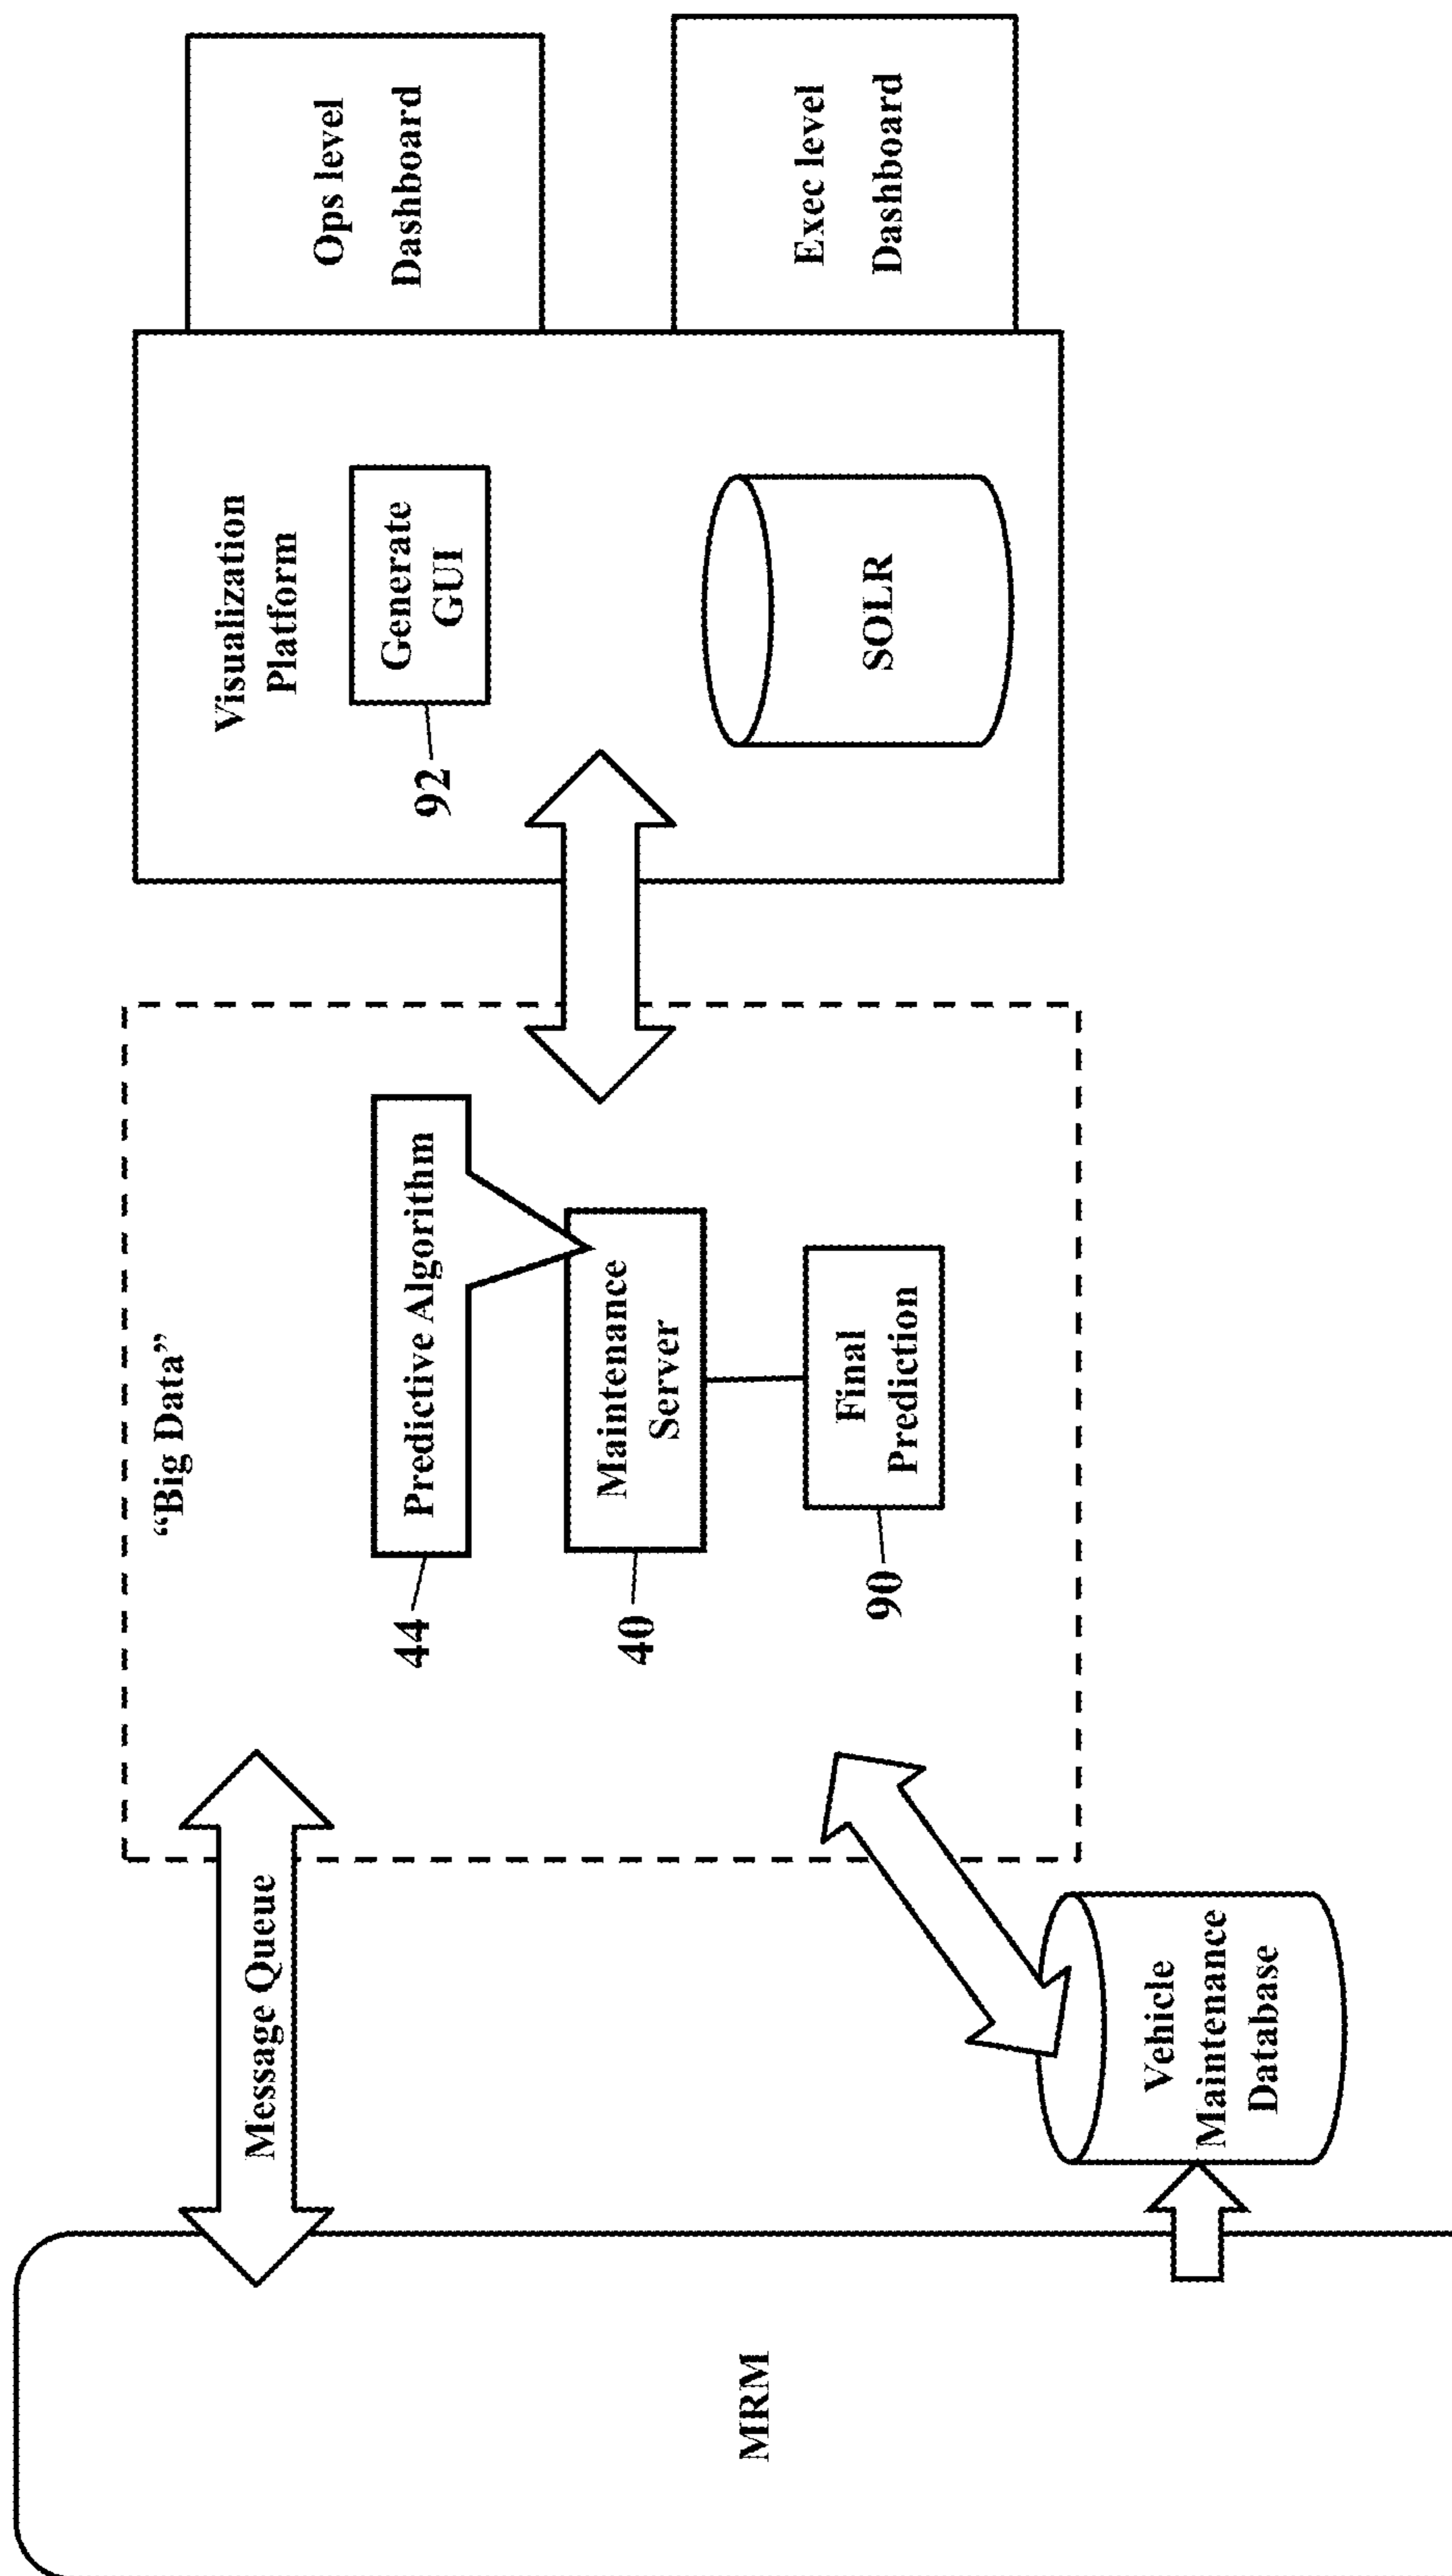 MRM
Message Queue
Vehicle
Maintenance
Database
“Big Data”
44
Predictive Algorithm
40
Maintenance
Server
90
Final
Prediction
Visualization
Platform
92
Generate
GUI
SOLR
Ops level
Dashboard
Exec level
Dashboard